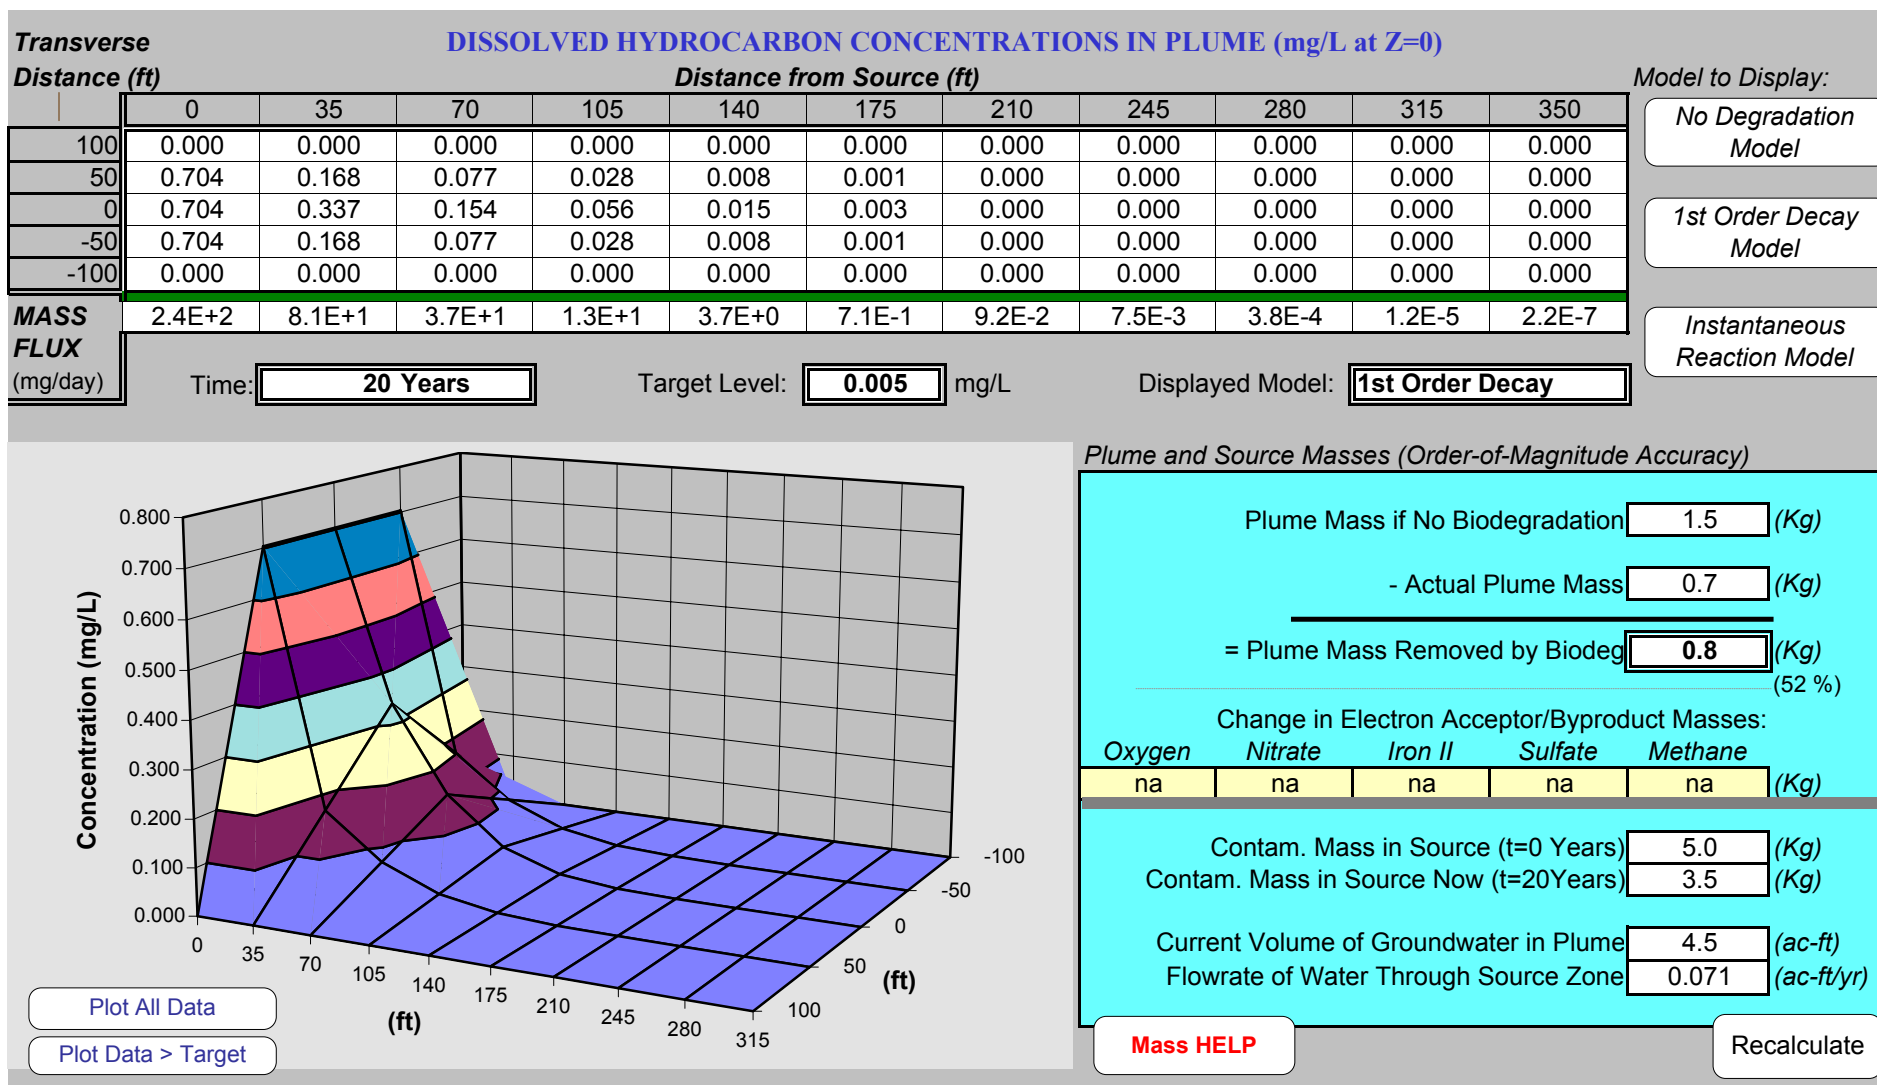 Transverse
DISSOLVED HYDROCARBON CONCENTRATIONS IN PLUME (mg/L at Z=0)
Distance (ft)
Distance from Source (ft)
Model to Display:
0 35 70 105 140 175 210 245 280 315 350
100 0.000 0.000 0.000 0.000 0.000 0.000 0.000 0.000 0.000 0.000 0.000
50 0.704 0.168 0.077 0.028 0.008 0.001 0.000 0.000 0.000 0.000 0.000
0 0.704 0.337 0.154 0.056 0.015 0.003 0.000 0.000 0.000 0.000 0.000
-50 0.704 0.168 0.077 0.028 0.008 0.001 0.000 0.000 0.000 0.000 0.000
-100 0.000 0.000 0.000 0.000 0.000 0.000 0.000 0.000 0.000 0.000 0.000
MASS 2.4E+2 8.1E+1 3.7E+1 1.3E+1 3.7E+0 7.1E-1 9.2E-2 7.5E-3 3.8E-4 1.2E-5 2.2E-7
FLUX
(mg/day)
No Degradation
Model
1st Order Decay
Model
Instantaneous
Reaction Model
Time: 20 Years
Target Level: 0.005 mg/L
Displayed Model: 1st Order Decay
Concentration (mg/L)
0.800
0.700
0.600
0.500
0.400
0.300
0.200
0.100
0.000
0 35 70 105 140 175 210 245 280 315
(ft)
-100
-50
0
50
100
(ft)
Plot All Data
Plot Data > Target
Plume and Source Masses (Order-of-Magnitude Accuracy)
Plume Mass if No Biodegradation 1.5 (Kg)
- Actual Plume Mass 0.7 (Kg)
= Plume Mass Removed by Biodeg 0.8 (Kg)
(52 %)
Change in Electron Acceptor/Byproduct Masses:
Oxygen Nitrate Iron II Sulfate Methane
na na na na na (Kg)
Contam. Mass in Source (t=0 Years) 5.0 (Kg)
Contam. Mass in Source Now (t=20Years) 3.5 (Kg)
Current Volume of Groundwater in Plume 4.5 (ac-ft)
Flowrate of Water Through Source Zone 0.071 (ac-ft/yr)
Mass HELP
Recalculate